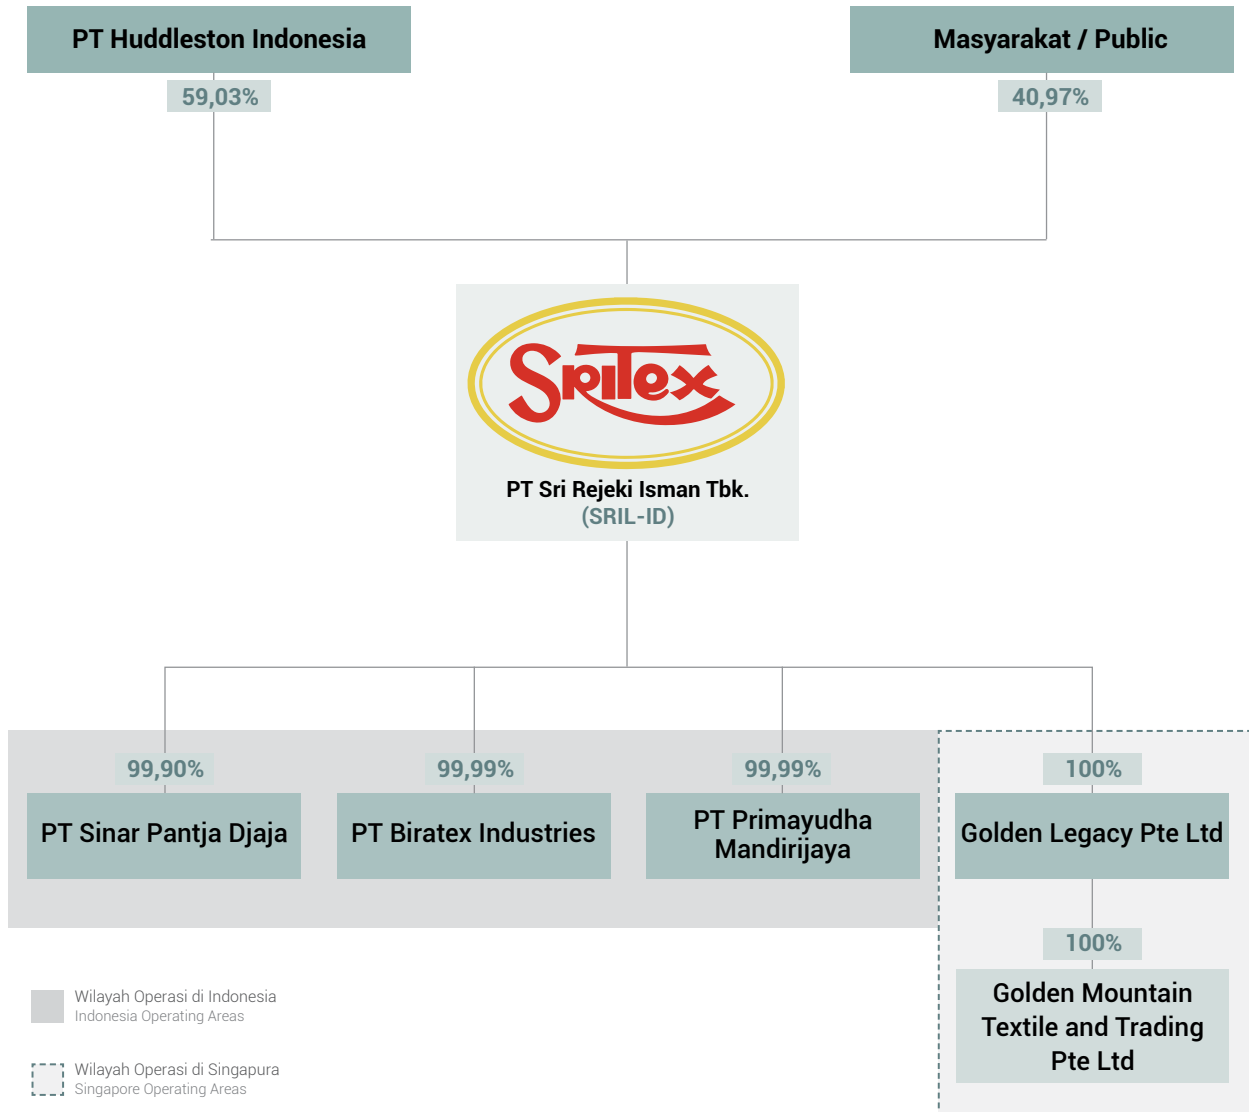 PT Huddleston Indonesia
Masyarakat / Public
59,03%
40,97%
SRITEX
PT Sri Rejeki Isman Tbk.
(SRIL-ID)
99,90%
99,99%
99,99%
100%
PT Sinar Pantja Djaja
PT Biratex Industries
PT Primayudha
Mandirijaya
Golden Legacy Pte Ltd
100%
Golden Mountain
Textile and Trading
Pte Ltd
Wilayah Operasi di Indonesia
Indonesia Operating Areas
Wilayah Operasi di Singapura
Singapore Operating Areas